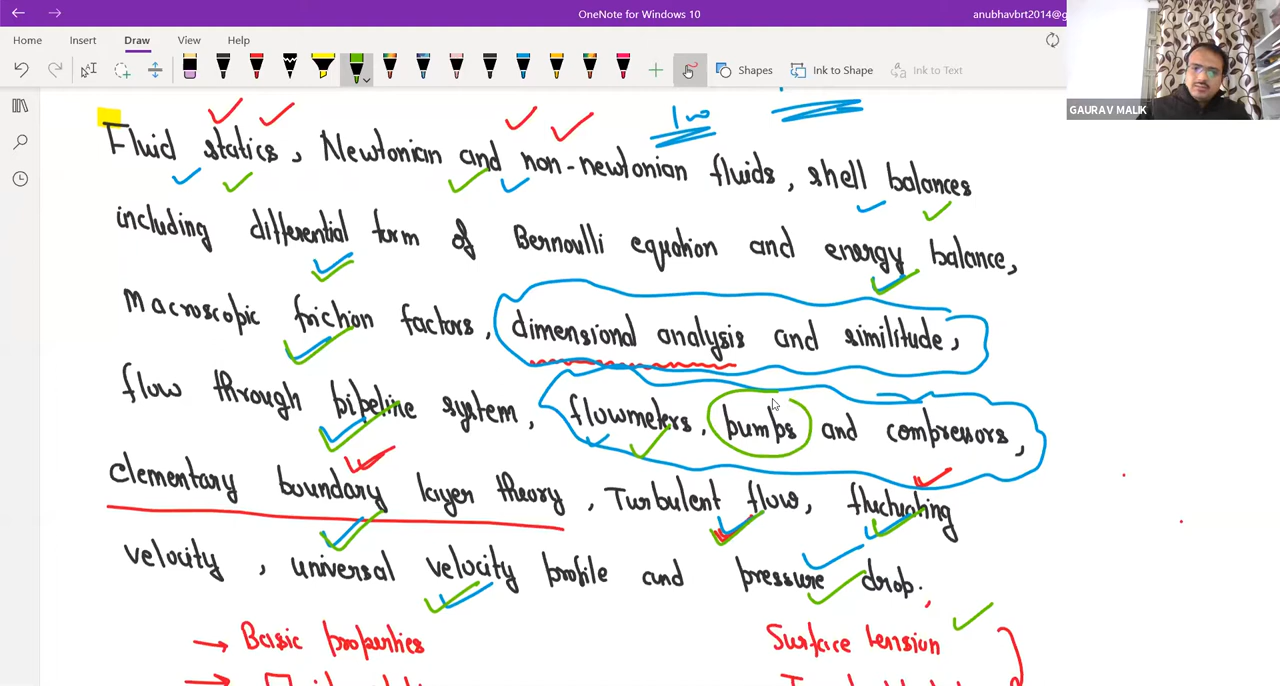 OneNote for Windows 10
anubhavbrt2014@g
Home Insert Draw View Help
Shapes Ink to Shape Ink to Text
GAURAV MALIK
100
Fluid statics, Newtonian and non-newtonian fluids, shell balances
including differential form of Bernoulli equation and energy balance,
Macroscopic friction factors, dimensional analysis and similitude,
flow through pipeline system, flowmeters, pumps and compressors,
elementary boundary layer theory, Turbulent flow, fluctuating
velocity, universal velocity profile and pressure drop.
→ Basic properties
Surface tension